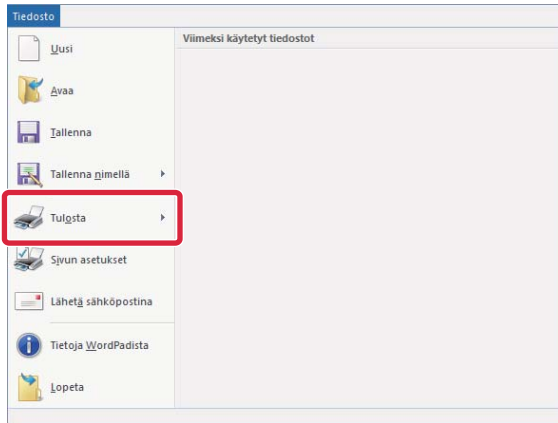 Tiedosto
Viimeksi käytetyt tiedostot
Uusi
Avaa
Tallenna
Tallenna nimellä
Tulosta
Sivun asetukset
Lähetä sähköpostina
Tietoja WordPadista
Lopeta